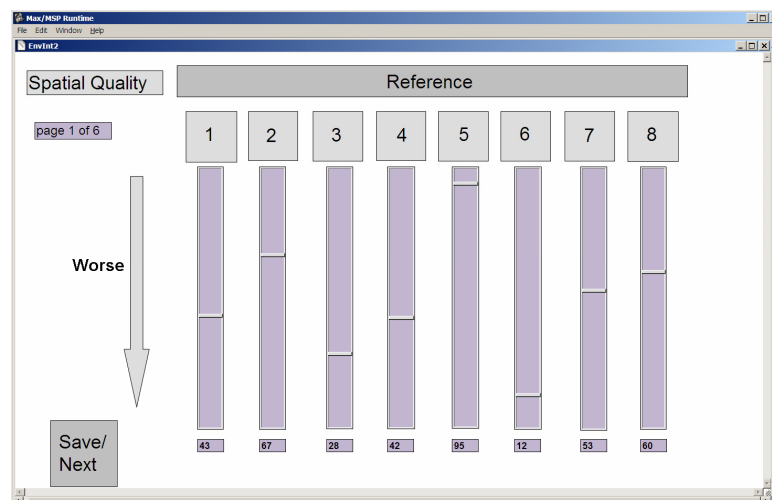 Max/MSP Runtime
File Edit Window Help
EnvInt2
Spatial Quality
Reference
page 1 of 6
1 2 3 4 5 6 7 8
Worse
43 67 28 42 95 12 53 60
Save/
Next